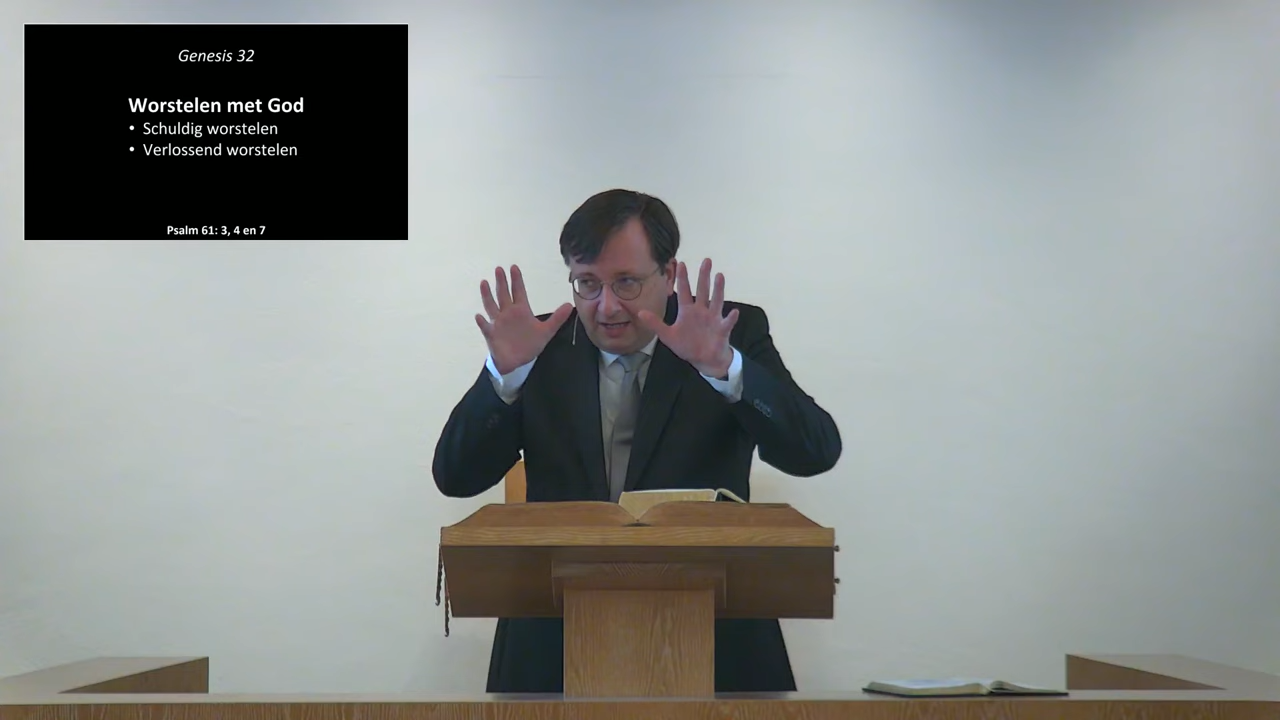 Genesis 32
Worstelen met God
• Schuldig worstelen
• Verlossend worstelen
Psalm 61: 3, 4 en 7